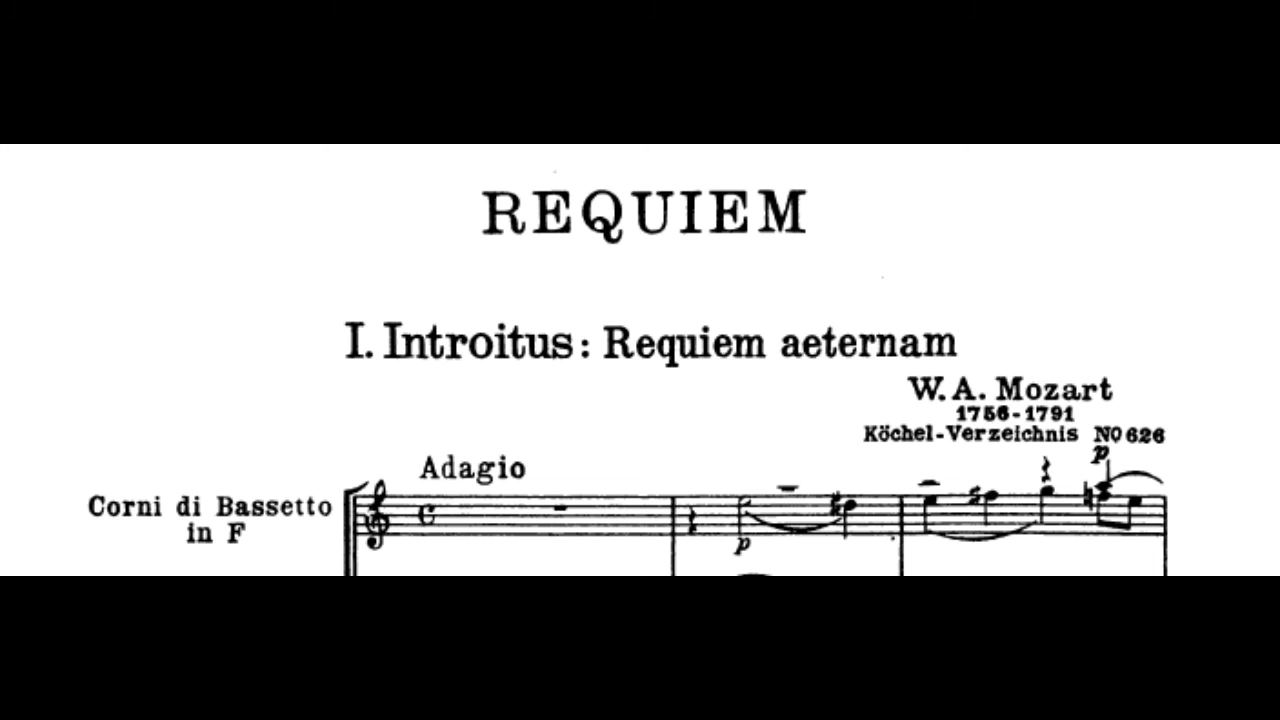 REQUIEM
I. Introitus: Requiem aeternam
W. A. Mozart
1756-1791
Köchel-Verzeichnis No 626
Adagio
p
Corni di Bassetto
in F
p